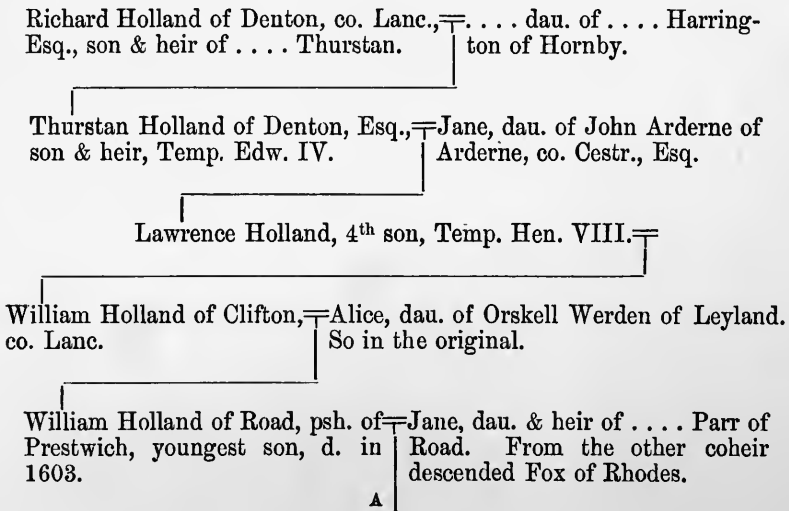 Richard Holland of Denton, co. Lanc., . . . . dau. of . . . . Harring-
Esq., son & heir of . . . . Thurstan. ton of Hornby.
Thurstan Holland of Denton, Esq., Jane, dau. of John Arderne of
son & heir, Temp. Edw. IV. Arderne, co. Cestr., Esq.
Lawrence Holland, 4th son, Temp. Hen. VIII.
William Holland of Clifton, Alice, dau. of Orskell Werden of Leyland.
co. Lanc. So in the original.
William Holland of Road, psh. of Jane, dau. & heir of . . . . Parr of
Prestwich, youngest son, d. in Road. From the other coheir
1603. descended Fox of Rhodes.
A